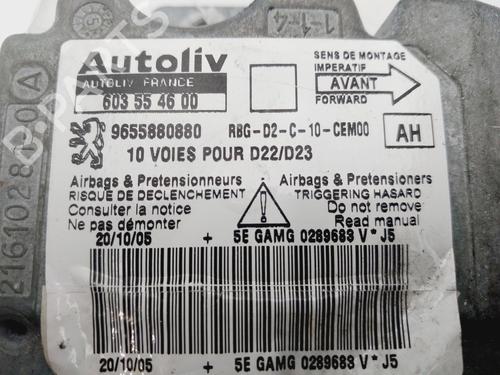 1-1-4
Autoliv
AUTOLIV FRANCE
603 55 46 00
SENS DE MONTAGE
IMPERATIF
AVANT
FORWARD
9655880880
RBG-D2-C-10-CEM00
AH
10 VOIES POUR D22/D23
Airbags & Pretensionneurs
RISQUE DE DECLENCHEMENT
Consulter la notice
Ne pas démonter
Airbags & Pretensioners
TRIGGERING HASARD
Do not remove
Read manual
20/10/05 + 5E GAMG 0289683 V * J5
20/10/05 + 5E GAMG 0289683 V * J5